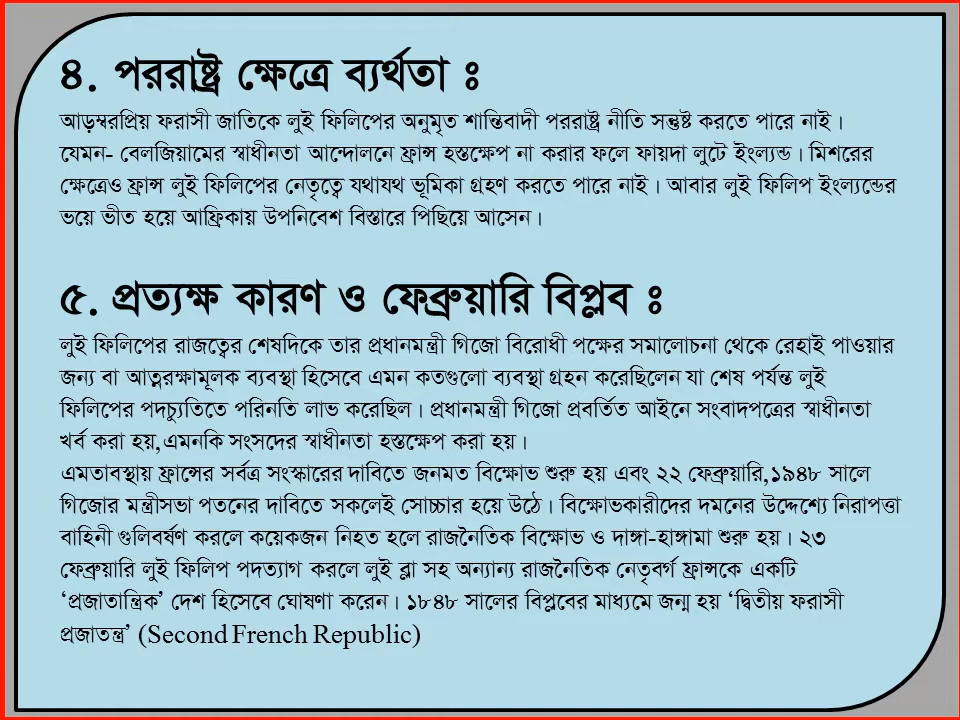 ৪. পররাষ্ট্র ক্ষেত্রে ব্যর্থতা ঃ
আড়ম্বরপ্রিয় ফরাসী জাতিকে লুই ফিলিপের অনুমৃত শান্তিবাদী পররাষ্ট্র নীতি সন্তুষ্ট করতে পারে নাই।
যেমন- বেলজিয়ামের স্বাধীনতা আন্দোলনে ফ্রান্স হস্তক্ষেপ না করার ফলে ফায়দা লুটে ইংল্যন্ড। মিশরের
ক্ষেত্রেও ফ্রান্স লুই ফিলিপের নেতৃত্বে যথাযথ ভূমিকা গ্রহণ করতে পারে নাই। আবার লুই ফিলিপ ইংল্যন্ডের
ভয়ে ভীত হয়ে আফ্রিকায় উপনিবেশ বিস্তারে পিছিয়ে আসেন।
৫. প্রত্যক্ষ কারণ ও ফেব্রুয়ারি বিপ্লব ঃ
লুই ফিলিপের রাজত্বের শেষদিকে তার প্রধানমন্ত্রী গিজো বিরোধী পক্ষের সমালোচনা থেকে রেহাই পাওয়ার
জন্য বা আত্নরক্ষামূলক ব্যবস্থা হিসেবে এমন কতগুলো ব্যবস্থা গ্রহন করেছিলেন যা শেষ পর্যন্ত লুই
ফিলিপের পদচ্যুতিতে পরিনতি লাভ করেছিল। প্রধানমন্ত্রী গিজো প্রবর্তিত আইনে সংবাদপত্রের স্বাধীনতা
খর্ব করা হয়,এমনকি সংসদের স্বাধীনতা হস্তক্ষেপ করা হয়।
এমতাবস্থায় ফ্রান্সের সর্বত্র সংস্কারের দাবিতে জনমত বিক্ষোভ শুরু হয় এবং ২২ ফেব্রুয়ারি,১৯৪৮ সালে
গিজোর মন্ত্রীসভা পতনের দাবিতে সকলেই সোচ্চার হয়ে উঠে। বিক্ষোভকারীদের দমনের উদ্দেশ্যে নিরাপত্তা
বাহিনী গুলিবর্ষণ করলে কয়েকজন নিহত হলে রাজনৈতিক বিক্ষোভ ও দাঙ্গা-হাঙ্গামা শুরু হয়। ২৩
ফেব্রুয়ারি লুই ফিলিপ পদত্যাগ করলে লুই ব্লা সহ অন্যান্য রাজনৈতিক নেতৃবর্গ ফ্রান্সকে একটি
‘প্রজাতান্ত্রিক’ দেশ হিসেবে ঘোষণা করেন। ১৮৪৮ সালের বিপ্লবের মাধ্যমে জন্ম হয় ‘দ্বিতীয় ফরাসী
প্রজাতন্ত্র’ (Second French Republic)